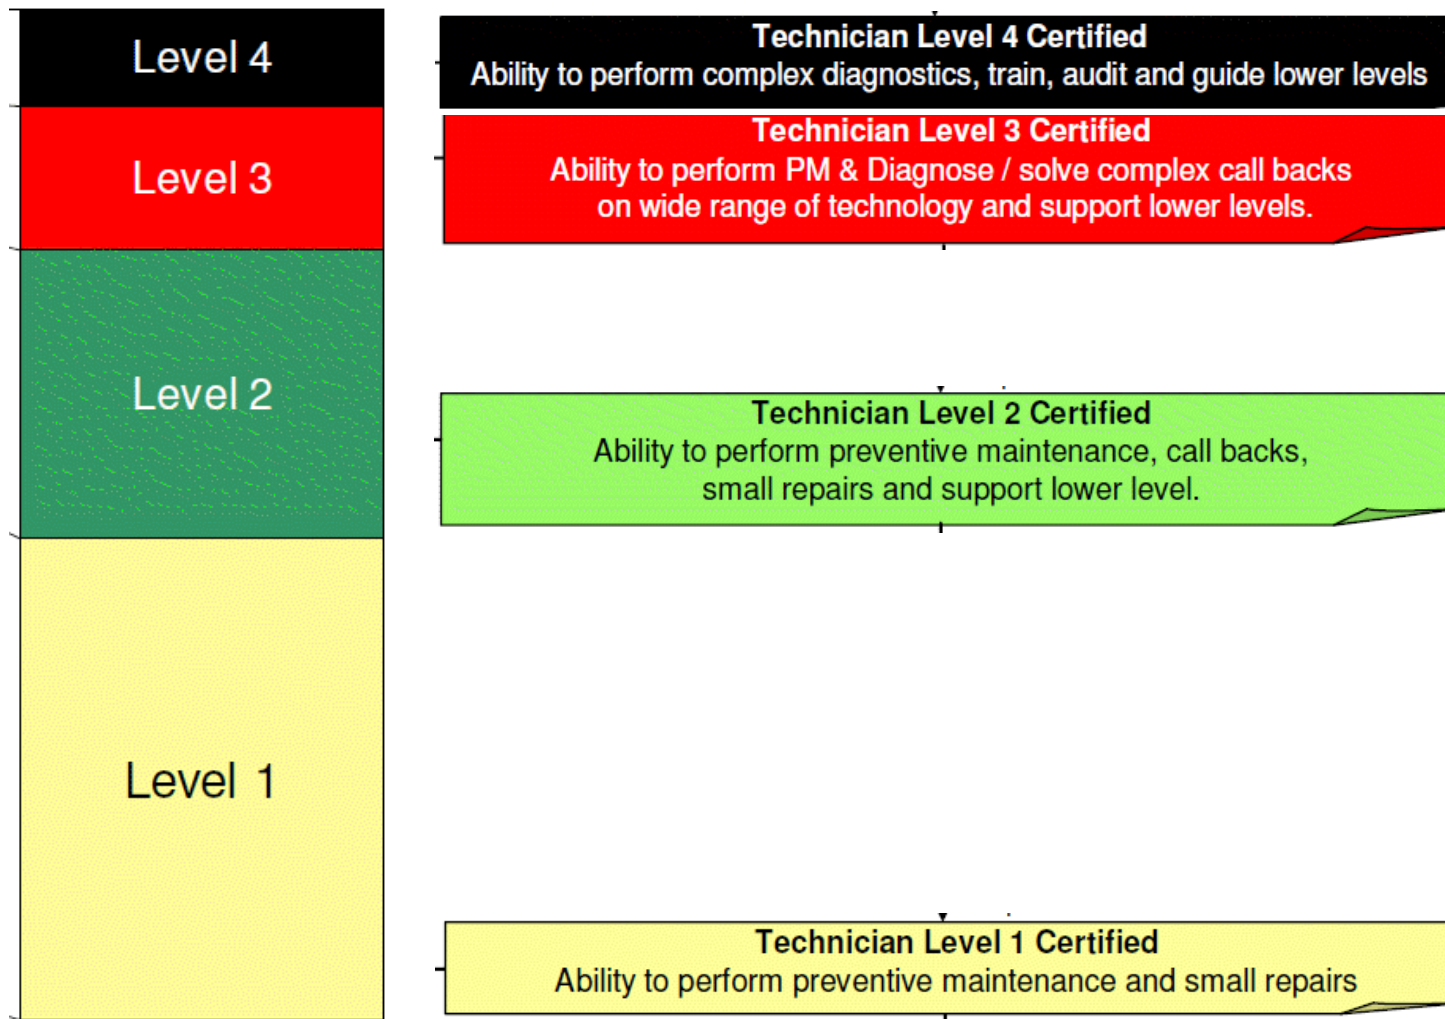 Level 4
Technician Level 4 Certified
Ability to perform complex diagnostics, train, audit and guide lower levels
Level 3
Technician Level 3 Certified
Ability to perform PM & Diagnose / solve complex call backs
on wide range of technology and support lower levels.
Level 2
Technician Level 2 Certified
Ability to perform preventive maintenance, call backs,
small repairs and support lower level.
Level 1
Technician Level 1 Certified
Ability to perform preventive maintenance and small repairs